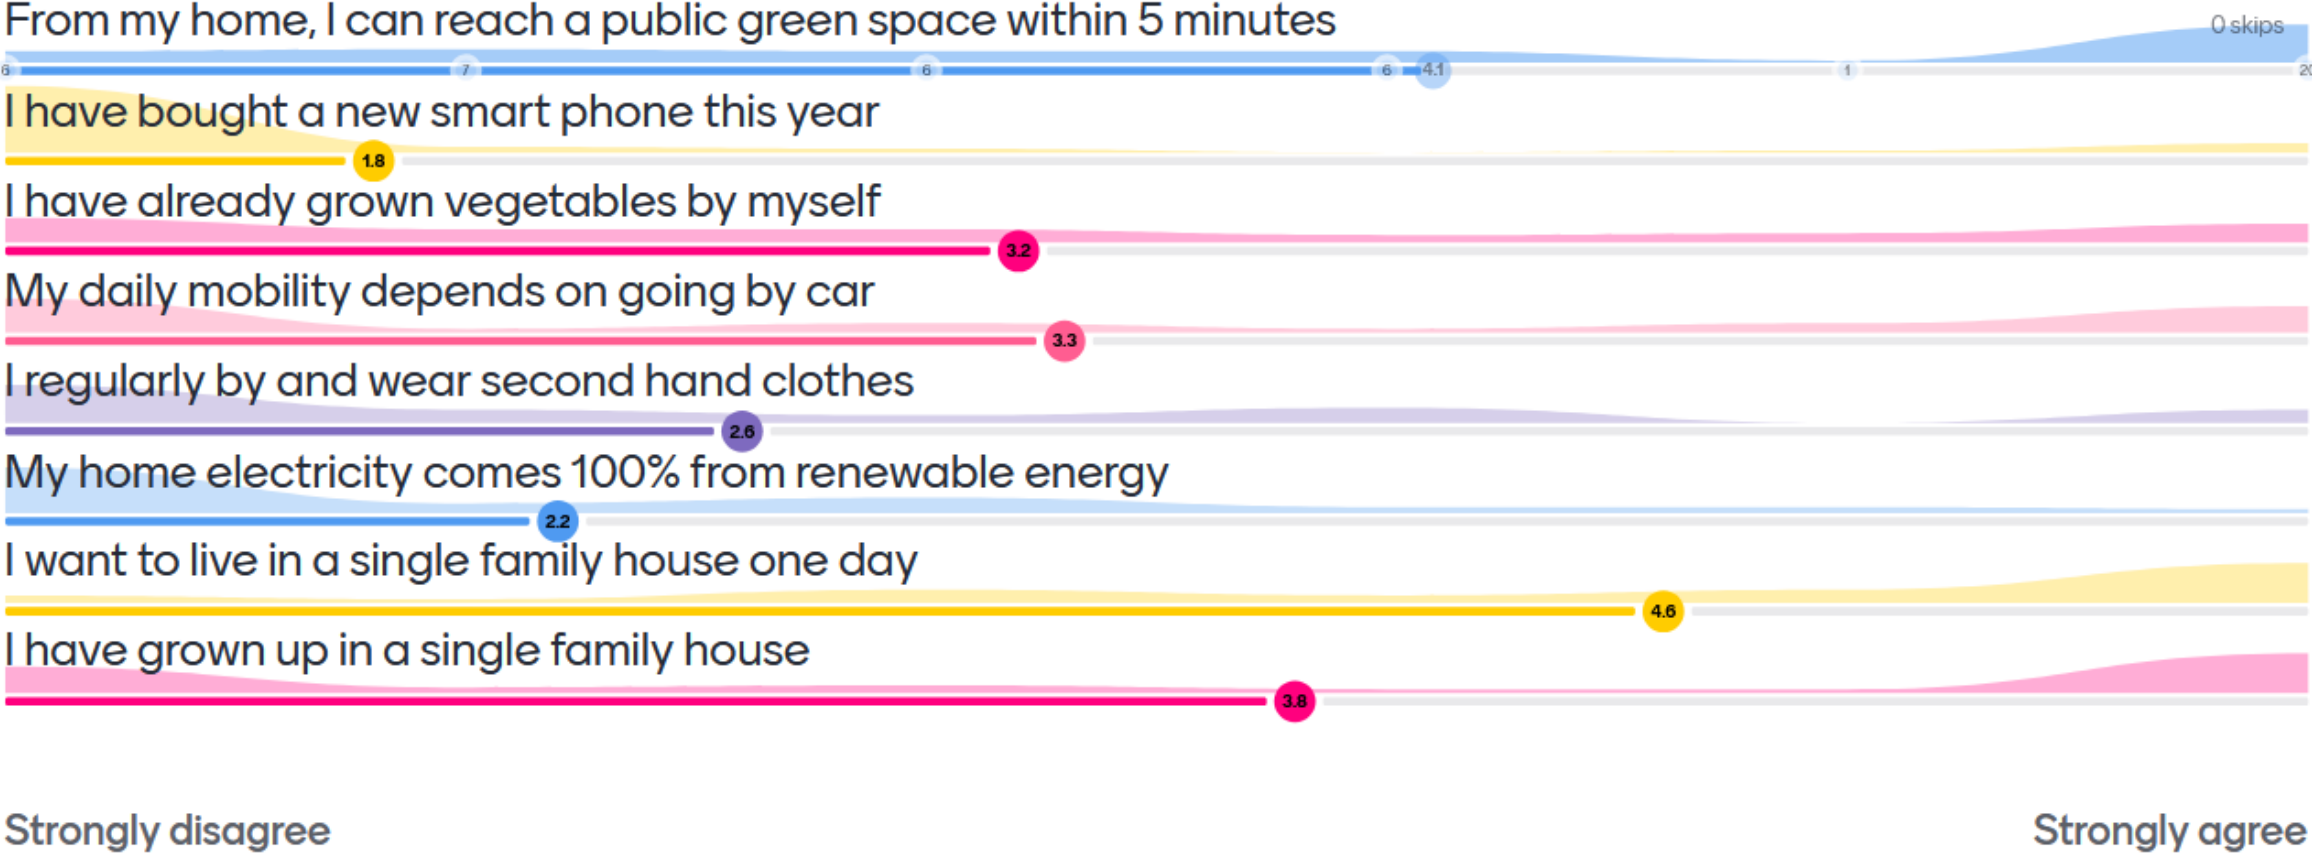 From my home, I can reach a public green space within 5 minutes
0 skips
6 7 6 6 4.1 1 20
I have bought a new smart phone this year
1.8
I have already grown vegetables by myself
3.2
My daily mobility depends on going by car
3.3
I regularly by and wear second hand clothes
2.6
My home electricity comes 100% from renewable energy
2.2
I want to live in a single family house one day
4.6
I have grown up in a single family house
3.8
Strongly disagree
Strongly agree